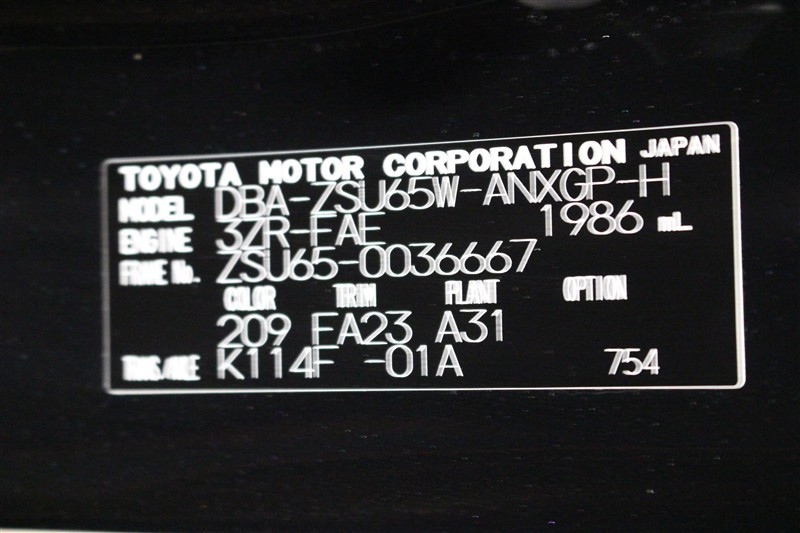 TOYOTA MOTOR CORPORATION JAPAN
MODEL DBA-ZSU65W-ANXGP-H
ENGINE 3ZR-FAE 1986 mL
FRAME No. ZSU65-0036667
COLOR TRIM PLANT OPTION
209 FA23 A31
TRANS/AXLE K114F -01A 754